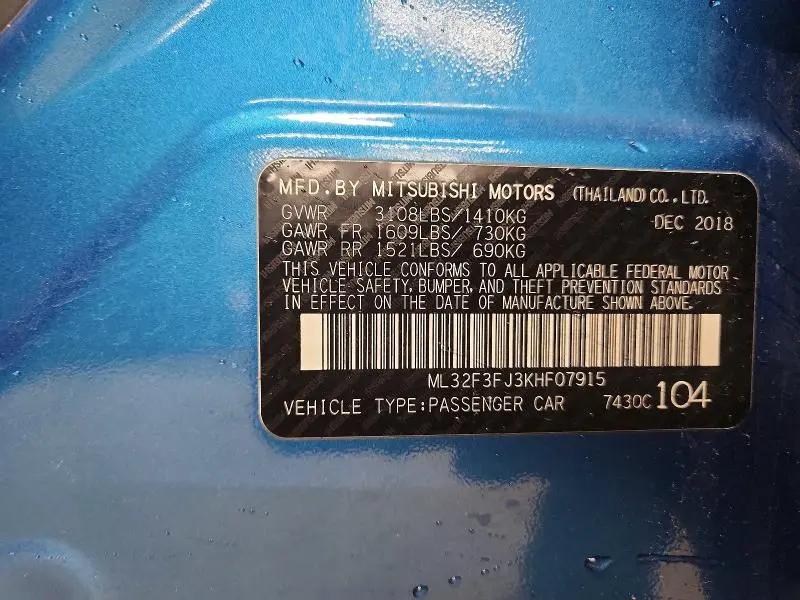 MFD.BY MITSUBISHI MOTORS (THAILAND) CO.,LTD.
GVWR 3108LBS/1410KG DEC 2018
GAWR FR 1609LBS/ 730KG
GAWR RR 1521LBS/ 690KG
THIS VEHICLE CONFORMS TO ALL APPLICABLE FEDERAL MOTOR
VEHICLE SAFETY, BUMPER, AND THEFT PREVENTION STANDARDS
IN EFFECT ON THE DATE OF MANUFACTURE SHOWN ABOVE.
ML32F3FJ3KHF07915
VEHICLE TYPE:PASSENGER CAR 7430C 104